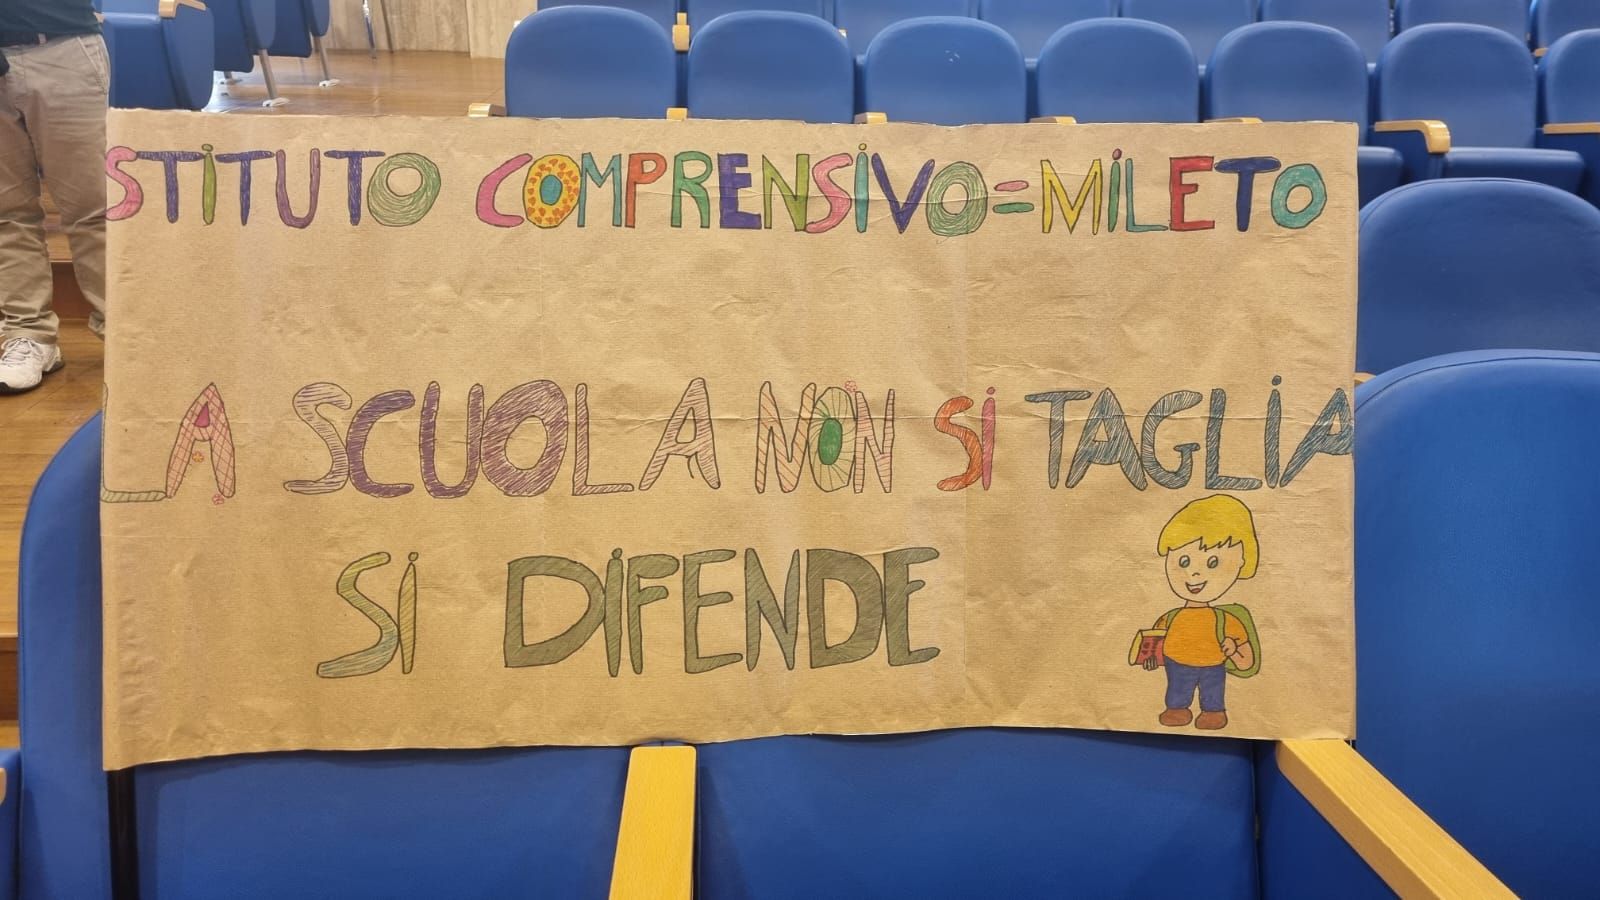 STITUTO COMPRENSIVO=MILETO
LA SCUOLA NON SI TAGLIA
SI DIFENDE